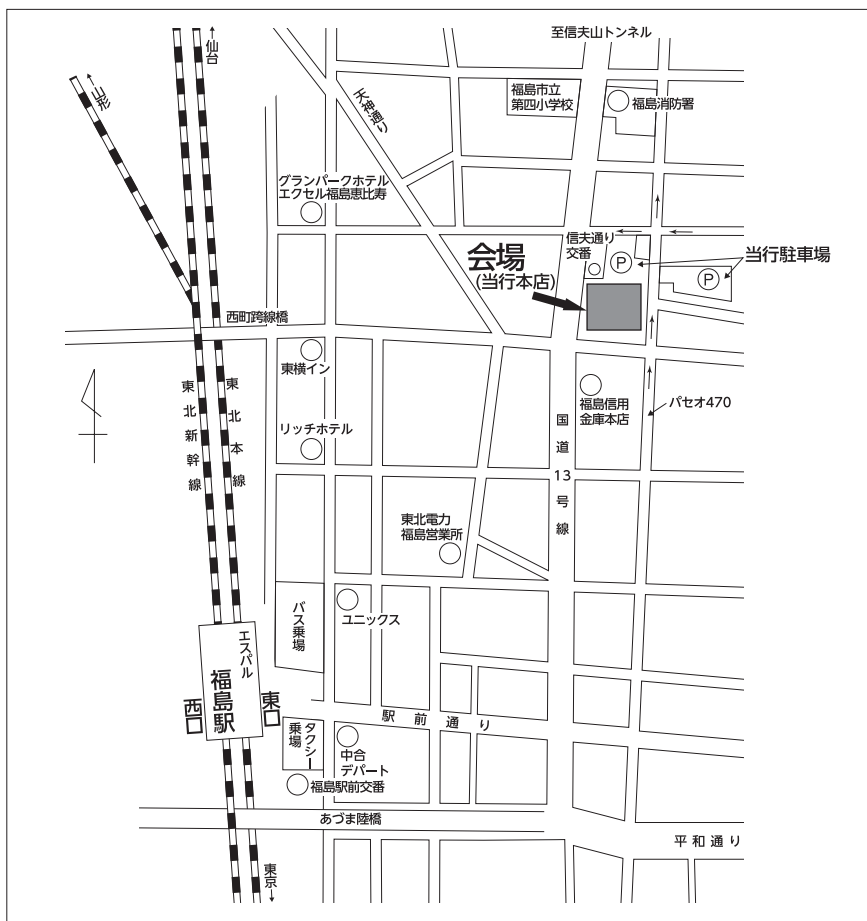 至信夫山トンネル
←仙台
←山形
天神通り
福島市立
第四小学校
福島消防署
グランパークホテル
エクセル福島恵比寿
信夫通り
交番
P
P
当行駐車場
会場
(当行本店)
西町跨線橋
東横イン
東北新幹線
東北本線
リッチホテル
福島信用
金庫本店
パセオ470
国道13号線
東北電力
福島営業所
バス乗場
ユニックス
エスパル
福島駅
西口
東口
駅前通り
タクシー
乗場
中合
デパート
福島駅前交番
あづま陸橋
平和通り
東京→